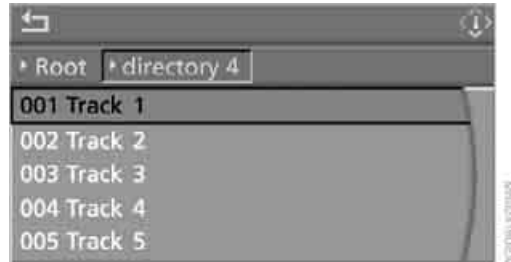 Root directory 4
001 Track 1
002 Track 2
003 Track 3
004 Track 4
005 Track 5